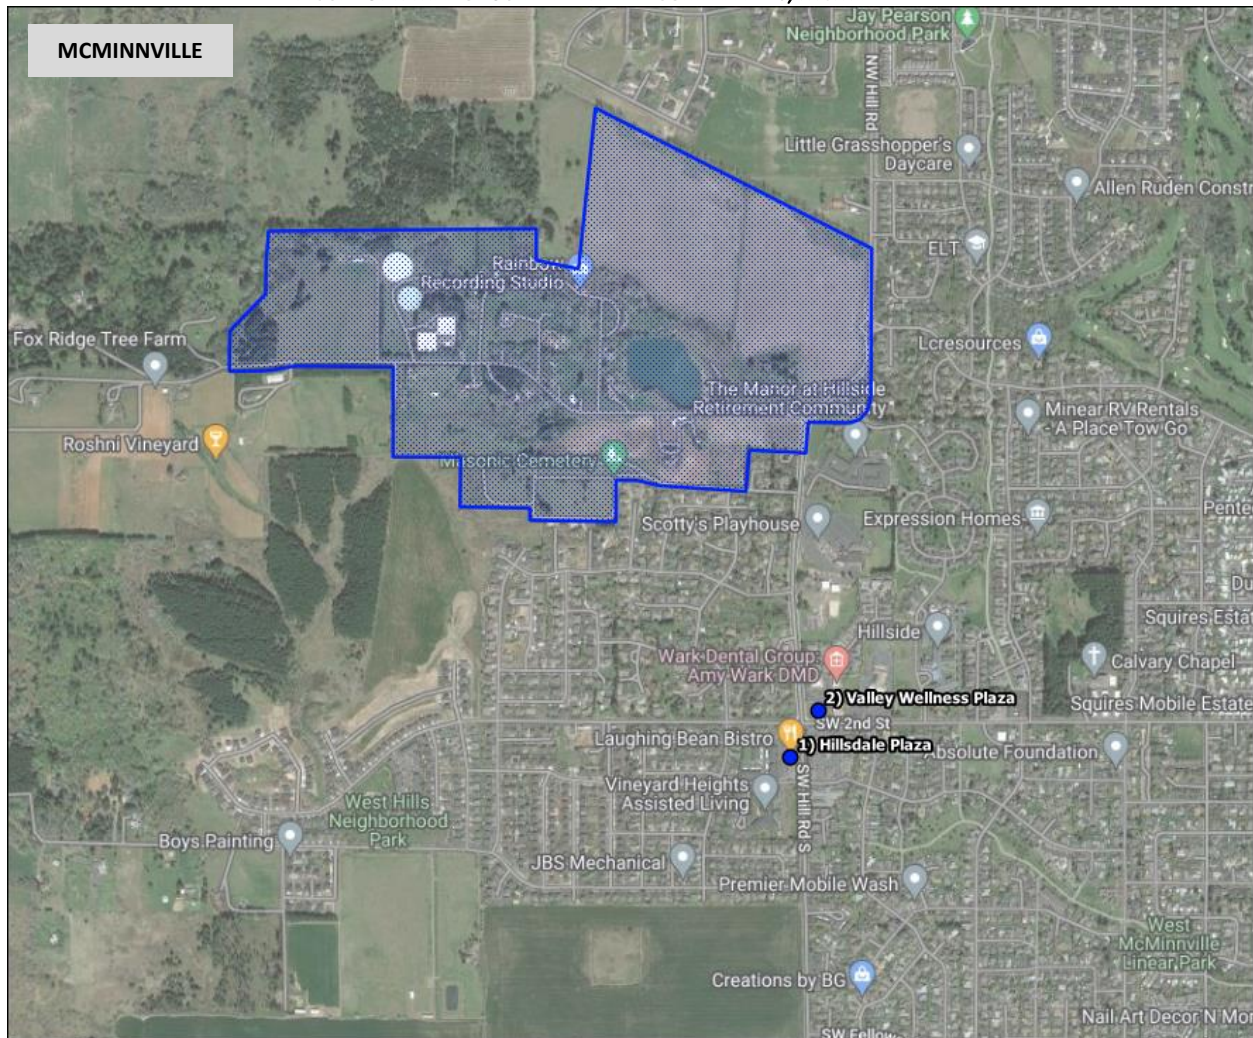 MCMINNVILLE
Jay Pearson
Neighborhood Park
NW Hill Rd
Little Grasshopper's
Daycare
Allen Ruden Constr
ELT
Rainbow
Recording Studio
Fox Ridge Tree Farm
Lcresources
The Manor at Hillside
Retirement Community
Minear RV Rentals
- A Place Tow Go
Roshni Vineyard
Masonic Cemetery
Scotty's Playhouse
Expression Homes
Pente
Du
Squires Esta
Hillside
Wark Dental Group:
Amy Wark DMD
Calvary Chapel
2) Valley Wellness Plaza
Squires Mobile Estate
SW 2nd St
Laughing Bean Bistro
1) Hillsdale Plaza
Absolute Foundation
SW Hill Rd S
Vineyard Heights
Assisted Living
West Hills
Neighborhood
Park
Boys Painting
JBS Mechanical
Premier Mobile Wash
West
McMinnville
Linear Park
Creations by BG
Nail Art Decor N Mor
SW Fellow